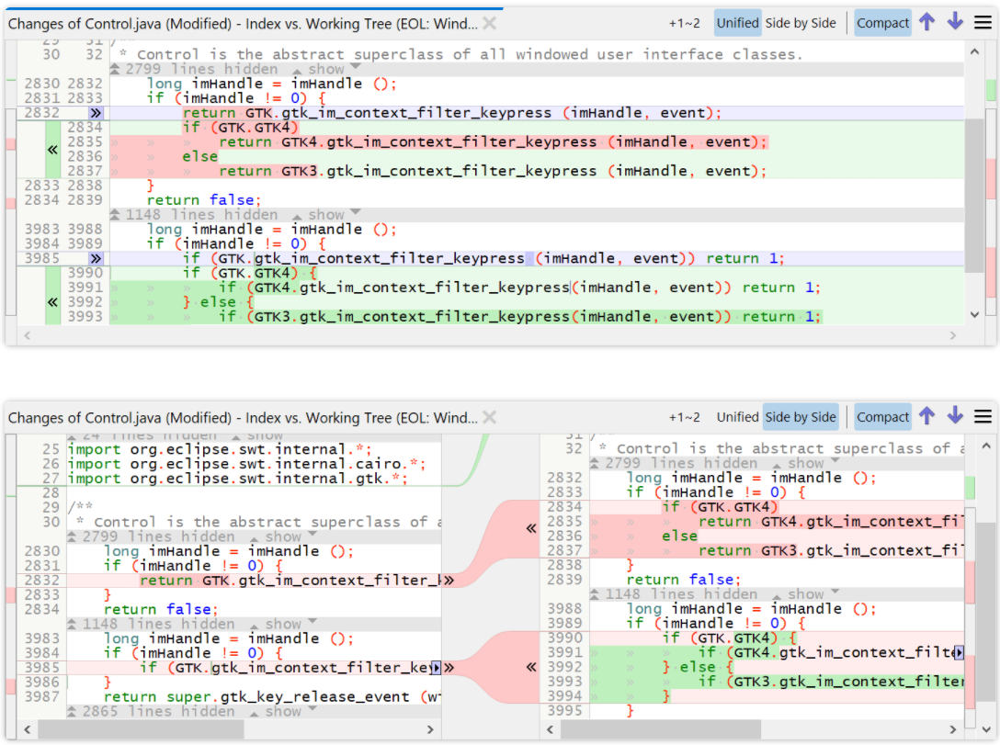 Changes of Control.java (Modified) - Index vs. Working Tree (EOL: Wind... +1~2 Unified Side by Side Compact
29 31 /**
30 32 * Control is the abstract superclass of all windowed user interface classes.
2799 lines hidden show
2830 2832 long imHandle = imHandle ();
2831 2833 if (imHandle != 0) {
2832 » return GTK.gtk_im_context_filter_keypress (imHandle, event);
2834 if (GTK.GTK4)
« 2835 » » » return GTK4.gtk_im_context_filter_keypress (imHandle, event);
2836 » » else
2837 » » » return GTK3.gtk_im_context_filter_keypress (imHandle, event);
2833 2838 }
2834 2839 return false;
1148 lines hidden show
3983 3988 long imHandle = imHandle ();
3984 3989 if (imHandle != 0) {
3985 » if (GTK.gtk_im_context_filter_keypress (imHandle, event)) return 1;
3990 if (GTK.GTK4) {
3991 » » » if (GTK4.gtk_im_context_filter_keypress(imHandle, event)) return 1;
« 3992 » » } else {
3993 » » » if (GTK3.gtk_im_context_filter_keypress(imHandle, event)) return 1;
Changes of Control.java (Modified) - Index vs. Working Tree (EOL: Wind... +1~2 Unified Side by Side Compact
24 lines hidden show
25 import org.eclipse.swt.internal.*;
26 import org.eclipse.swt.internal.cairo.*;
27 import org.eclipse.swt.internal.gtk.*;
28
29 /**
30 * Control is the abstract superclass of a
2799 lines hidden show
2830 long imHandle = imHandle ();
2831 if (imHandle != 0) {
2832 return GTK.gtk_im_context_filter_k »
2833 }
2834 return false;
1148 lines hidden show
3983 long imHandle = imHandle ();
3984 if (imHandle != 0) {
3985 if (GTK.gtk_im_context_filter_key »
3986 }
3987 return super.gtk_key_release_event (w
2865 lines hidden show
31 /**
32 * Control is the abstract superclass of a
2799 lines hidden show
2832 long imHandle = imHandle ();
2833 if (imHandle != 0) {
2834 if (GTK.GTK4)
« 2835 » » » return GTK4.gtk_im_context_fil
2836 » » else
2837 » » » return GTK3.gtk_im_context_fil
2838 }
2839 return false;
1148 lines hidden show
3988 long imHandle = imHandle ();
3989 if (imHandle != 0) {
3990 if (GTK.GTK4) {
3991 » » » if (GTK4.gtk_im_context_filte
« 3992 » » } else {
3993 » » » if (GTK3.gtk_im_context_filter
3994 » » }
3995 }